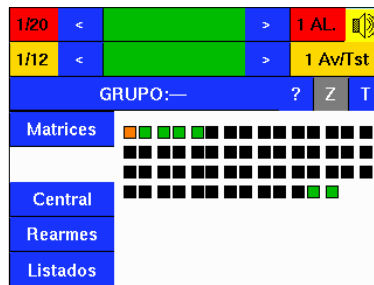 1/20 < > 1 AL.
1/12 < > 1 Av/Tst
GRUPO:— ? Z T
Matrices
Central
Rearmes
Listados